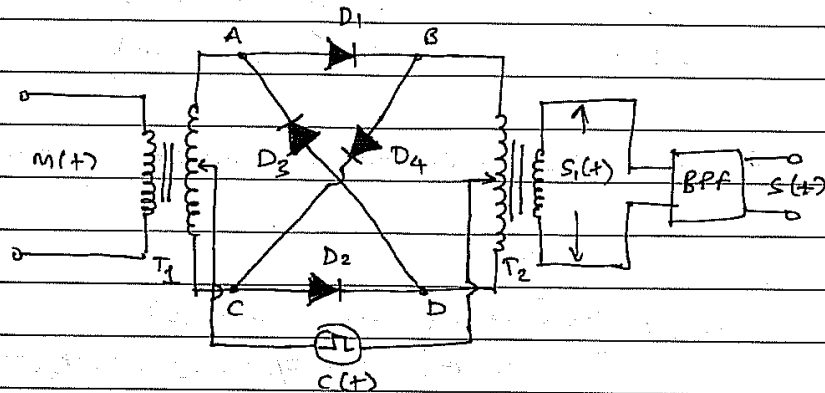 D1
A B
M(t) D3 D4 S1(t) BPF S(t)
T1 D2 T2
C D
C(t)